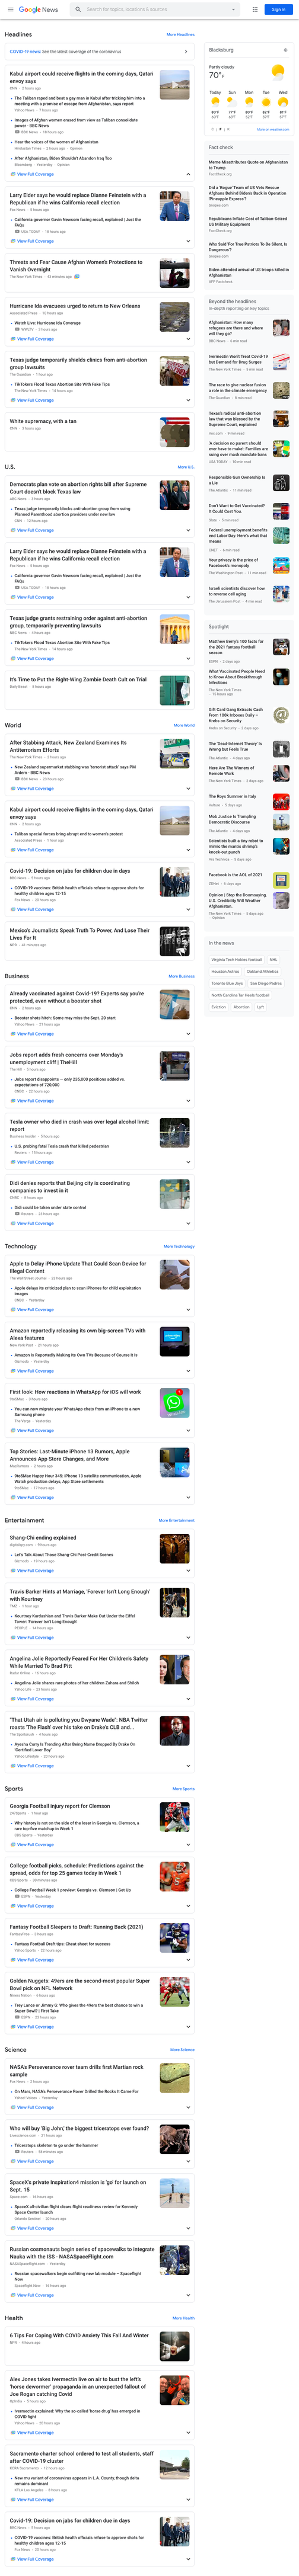 Google News
Search for topics, locations & sources
Sign in
Headlines
More Headlines
COVID-19 news: See the latest coverage of the coronavirus
Kabul airport could receive flights in the coming days, Qatari
envoy says
CNN · 2 hours ago
The Taliban raped and beat a gay man in Kabul after tricking him into a
meeting with a promise of escape from Afghanistan, says report
Yahoo News · 7 hours ago
Images of Afghan women erased from view as Taliban consolidate
power - BBC News
BBC News · 19 hours ago
Hear the voices of the women of Afghanistan
Hindustan Times · 2 hours ago · Opinion
After Afghanistan, Biden Shouldn't Abandon Iraq Too
Bloomberg · Yesterday · Opinion
View Full Coverage
Larry Elder says he would replace Dianne Feinstein with a
Republican if he wins California recall election
Fox News · 5 hours ago
California governor Gavin Newsom facing recall, explained | Just the
FAQs
USA TODAY · 18 hours ago
View Full Coverage
Threats and Fear Cause Afghan Women's Protections to
Vanish Overnight
The New York Times · 49 minutes ago
Hurricane Ida evacuees urged to return to New Orleans
Associated Press · 13 hours ago
Watch Live: Hurricane Ida Coverage
WWLTV · 3 hours ago
View Full Coverage
Texas judge temporarily shields clinics from anti-abortion
group lawsuits
The Guardian · 1 hour ago
TikTokers Flood Texas Abortion Site With Fake Tips
The New York Times · 14 hours ago
View Full Coverage
White supremacy, with a tan
CNN · 3 hours ago
U.S.
More U.S.
Democrats plan vote on abortion rights bill after Supreme
Court doesn't block Texas law
ABC News · 3 hours ago
Texas judge temporarily blocks anti-abortion group from suing
Planned Parenthood abortion providers under new law
CNN · 22 hours ago
View Full Coverage
Larry Elder says he would replace Dianne Feinstein with a
Republican if he wins California recall election
Fox News · 5 hours ago
California governor Gavin Newsom facing recall, explained | Just the
FAQs
USA TODAY · 18 hours ago
View Full Coverage
Texas judge grants restraining order against anti-abortion
group, temporarily preventing lawsuits
NBC News · 4 hours ago
TikTokers Flood Texas Abortion Site With Fake Tips
The New York Times · 14 hours ago
View Full Coverage
It's Time to Put the Right-Wing Zombie Death Cult on Trial
Daily Beast · 8 hours ago
World
More World
After Stabbing Attack, New Zealand Examines Its
Antiterrorism Efforts
The New York Times · 2 hours ago
New Zealand supermarket stabbing was 'terrorist attack' says PM
Ardern - BBC News
BBC News · 20 hours ago
View Full Coverage
Kabul airport could receive flights in the coming days, Qatari
envoy says
CNN · 2 hours ago
Taliban special forces bring abrupt end to women's protest
Associated Press · 1 hour ago
View Full Coverage
Covid-19: Decision on jabs for children due in days
BBC News · 5 hours ago
COVID-19 vaccines: British health officials refuse to approve shots for
healthy children ages 12-15
Fox News · 20 hours ago
View Full Coverage
Mexico's Journalists Speak Truth To Power, And Lose Their
Lives For It
NPR · 41 minutes ago
Business
More Business
Already vaccinated against Covid-19? Experts say you're
protected, even without a booster shot
CNN · 2 hours ago
Booster shots hitch: Some may miss the Sept. 20 start
Yahoo News · 21 hours ago
View Full Coverage
Jobs report adds fresh concerns over Monday's
unemployment cliff | TheHill
The Hill · 5 hours ago
Jobs report disappoints — only 235,000 positions added vs.
expectations of 720,000
CNBC · 22 hours ago
View Full Coverage
Tesla owner who died in crash was over legal alcohol limit:
report
Business Insider · 5 hours ago
U.S. probing fatal Tesla crash that killed pedestrian
Reuters · 19 hours ago
View Full Coverage
Didi denies reports that Beijing city is coordinating
companies to invest in it
CNBC · 8 hours ago
Didi could be taken under state control
Reuters · 23 hours ago
View Full Coverage
Technology
More Technology
Apple to Delay iPhone Update That Could Scan Device for
Illegal Content
The Wall Street Journal · 23 hours ago
Apple delays its criticized plan to scan iPhones for child exploitation
images
CNBC · Yesterday
View Full Coverage
Amazon reportedly releasing its own big-screen TVs with
Alexa features
New York Post · 21 hours ago
Amazon Is Reportedly Making Its Own TVs Because of Course It Is
Gizmodo · Yesterday
View Full Coverage
First look: How reactions in WhatsApp for iOS will work
9to5Mac · 3 hours ago
You can now migrate your WhatsApp chats from an iPhone to a new
Samsung phone
The Verge · Yesterday
View Full Coverage
Top Stories: Last-Minute iPhone 13 Rumors, Apple
Announces App Store Changes, and More
MacRumors · 2 hours ago
9to5Mac Happy Hour 345: iPhone 13 satellite communication, Apple
Watch production delays, App Store settlements
9to5Mac · 17 hours ago
View Full Coverage
Entertainment
More Entertainment
Shang-Chi ending explained
digitalspy.com · 9 hours ago
Let's Talk About Those Shang-Chi Post-Credit Scenes
Gizmodo · 19 hours ago
View Full Coverage
Travis Barker Hints at Marriage, 'Forever Isn't Long Enough'
with Kourtney
TMZ · 1 hour ago
Kourtney Kardashian and Travis Barker Make Out Under the Eiffel
Tower: 'Forever Isn't Long Enough'
PEOPLE · 14 hours ago
View Full Coverage
Angelina Jolie Reportedly Feared For Her Children's Safety
While Married To Brad Pitt
Radar Online · 16 hours ago
Angelina Jolie shares rare photos of her children Zahara and Shiloh
Yahoo Life · 24 hours ago
View Full Coverage
"That Utah air is polluting you Dwyane Wade": NBA Twitter
roasts 'The Flash' over his take on Drake's CLB and...
The Sportsrush · 4 hours ago
Ayesha Curry Is Trending After Being Name Dropped By Drake On
'Certified Lover Boy'
Yahoo Lifestyle · 20 hours ago
View Full Coverage
Sports
More Sports
Georgia Football injury report for Clemson
247Sports · 1 hour ago
Why history is not on the side of the loser in Georgia vs. Clemson, a
rare top-five matchup in Week 1
CBS Sports · Yesterday
View Full Coverage
College football picks, schedule: Predictions against the
spread, odds for top 25 games today in Week 1
CBS Sports · 30 minutes ago
College Football Week 1 preview: Georgia vs. Clemson | Get Up
ESPN · Yesterday
View Full Coverage
Fantasy Football Sleepers to Draft: Running Back (2021)
FantasyPros · 2 hours ago
Fantasy Football Draft tips: Cheat sheet for success
Yahoo Sports · 22 hours ago
View Full Coverage
Golden Nuggets: 49ers are the second-most popular Super
Bowl pick on NFL Network
Niners Nation · 5 hours ago
Trey Lance or Jimmy G: Who gives the 49ers the best chance to win a
Super Bowl? | First Take
ESPN · 23 hours ago
View Full Coverage
Science
More Science
NASA's Perseverance rover team drills first Martian rock
sample
Fox News · 2 hours ago
On Mars, NASA's Perseverance Rover Drilled the Rocks It Came For
Yahoo! Voices · Yesterday
View Full Coverage
Who will buy 'Big John,' the biggest triceratops ever found?
Livescience.com · 21 hours ago
Triceratops skeleton to go under the hammer
Reuters · 56 minutes ago
View Full Coverage
SpaceX's private Inspiration4 mission is 'go' for launch on
Sept. 15
Space.com · 15 hours ago
SpaceX all-civilian flight clears flight readiness review for Kennedy
Space Center launch
Orlando Sentinel · 20 hours ago
View Full Coverage
Russian cosmonauts begin series of spacewalks to integrate
Nauka with the ISS - NASASpaceFlight.com
NASASpaceflight.com · Yesterday
Russian spacewalkers begin outfitting new lab module – Spaceflight
Now
Spaceflight Now · 10 hours ago
View Full Coverage
Health
More Health
6 Tips For Coping With COVID Anxiety This Fall And Winter
NPR · 6 hours ago
Alex Jones takes Ivermectin live on air to bust the left's
'horse dewormer' propaganda in an unexpected fallout of
Joe Rogan catching Covid
OpIndia · 5 hours ago
Ivermectin explained: Why the so-called 'horse drug' has emerged in
COVID fight
Yahoo News · 20 hours ago
View Full Coverage
Sacramento charter school ordered to test all students, staff
after COVID-19 cluster
KCRA Sacramento · 12 hours ago
New mu variant of coronavirus appears in L.A. County, though delta
remains dominant
KTLA Los Angeles · 8 hours ago
View Full Coverage
Covid-19: Decision on jabs for children due in days
BBC News · 5 hours ago
COVID-19 vaccines: British health officials refuse to approve shots for
healthy children ages 12-15
Fox News · 20 hours ago
View Full Coverage
Blacksburg
Partly cloudy
70°F
Today Sun Mon Tue Wed
80°F 77°F 80°F 82°F 81°F
C | F | K
More on weather.com
Fact check
Meme Misattributes Quote on Afghanistan
to Trump
FactCheck.org
Did a 'Rogue' Team of US Vets Rescue
Afghans Behind Biden's Back in Operation
'Pineapple Express'?
Snopes.com
Republicans Inflate Cost of Taliban-Seized
US Military Equipment
FactCheck.org
Who Said 'For True Patriots To Be Silent, Is
Dangerous'?
Snopes.com
Biden attended arrival of US troops killed in
Afghanistan
AFP Factcheck
Beyond the headlines
In-depth reporting on key topics
Afghanistan: How many
refugees are there and where
will they go?
BBC News · 4 min read
Ivermectin Won't Treat Covid-19
but Demand for Drug Surges
The New York Times · 5 min read
The race to give nuclear fusion
a role in the climate emergency
The Guardian · 8 min read
Texas's radical anti-abortion
law that was blessed by the
Supreme Court, explained
Vox.com · 9 min read
'A decision no parent should
ever have to make': Families are
suing over mask mandate bans
USA TODAY · 10 min read
Responsible Gun Ownership Is
a Lie
The Atlantic · 11 min read
Don't Want to Get Vaccinated?
It Could Cost You.
Slate · 5 min read
Federal unemployment benefits
end Labor Day. Here's what that
means
CNET · 4 min read
Your privacy is the price of
Facebook's monopoly
The Washington Post · 11 min read
Israeli scientists discover how
to reverse cell aging
The Jerusalem Post · 4 min read
Spotlight
Matthew Berry's 100 facts for
the 2021 fantasy football
season
ESPN · 2 days ago
What Vaccinated People Need
to Know About Breakthrough
Infections
The New York Times
· 15 hours ago
Gift Card Gang Extracts Cash
From 100k Inboxes Daily –
Krebs on Security
Krebs on Security · 2 days ago
The 'Dead-Internet Theory' Is
Wrong but Feels True
The Atlantic · 4 days ago
Here Are The Winners of
Remote Work
The New York Times · 2 days ago
The Roys Summer in Italy
Vulture · 5 days ago
Mob Justice Is Trampling
Democratic Discourse
The Atlantic · 4 days ago
Scientists built a tiny robot to
mimic the mantis shrimp's
knock-out punch
Ars Technica · 5 days ago
Facebook is the AOL of 2021
ZDNet · 6 days ago
Opinion | Stop the Doomsaying.
U.S. Credibility Will Weather
Afghanistan.
The New York Times · 5 days ago
· Opinion
In the news
Virginia Tech Hokies football
NHL
Houston Astros
Oakland Athletics
Toronto Blue Jays
San Diego Padres
North Carolina Tar Heels football
Eviction
Abortion
Lyft